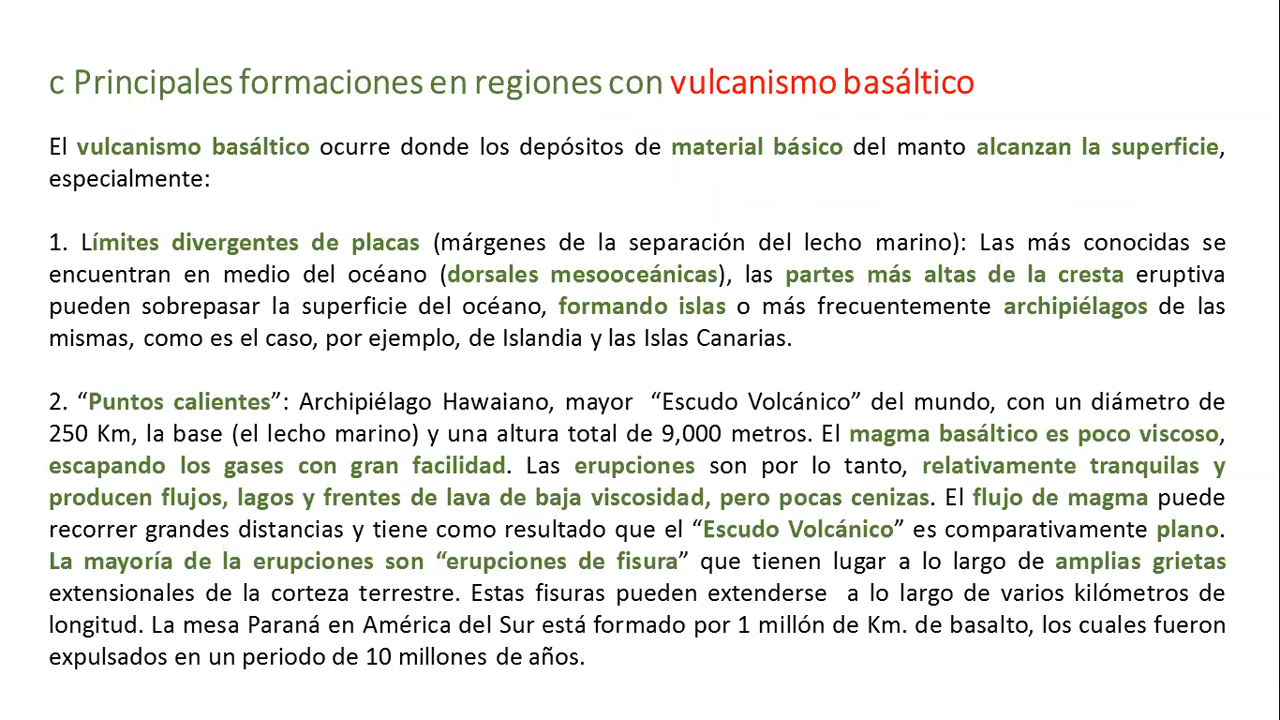 c Principales formaciones en regiones con vulcanismo basáltico
El vulcanismo basáltico ocurre donde los depósitos de material básico del manto alcanzan la superficie,
especialmente:
1. Límites divergentes de placas (márgenes de la separación del lecho marino): Las más conocidas se
encuentran en medio del océano (dorsales mesooceánicas), las partes más altas de la cresta eruptiva
pueden sobrepasar la superficie del océano, formando islas o más frecuentemente archipiélagos de las
mismas, como es el caso, por ejemplo, de Islandia y las Islas Canarias.
2. “Puntos calientes”: Archipiélago Hawaiano, mayor “Escudo Volcánico” del mundo, con un diámetro de
250 Km, la base (el lecho marino) y una altura total de 9,000 metros. El magma basáltico es poco viscoso,
escapando los gases con gran facilidad. Las erupciones son por lo tanto, relativamente tranquilas y
producen flujos, lagos y frentes de lava de baja viscosidad, pero pocas cenizas. El flujo de magma puede
recorrer grandes distancias y tiene como resultado que el “Escudo Volcánico” es comparativamente plano.
La mayoría de la erupciones son “erupciones de fisura” que tienen lugar a lo largo de amplias grietas
extensionales de la corteza terrestre. Estas fisuras pueden extenderse a lo largo de varios kilómetros de
longitud. La mesa Paraná en América del Sur está formado por 1 millón de Km. de basalto, los cuales fueron
expulsados en un periodo de 10 millones de años.